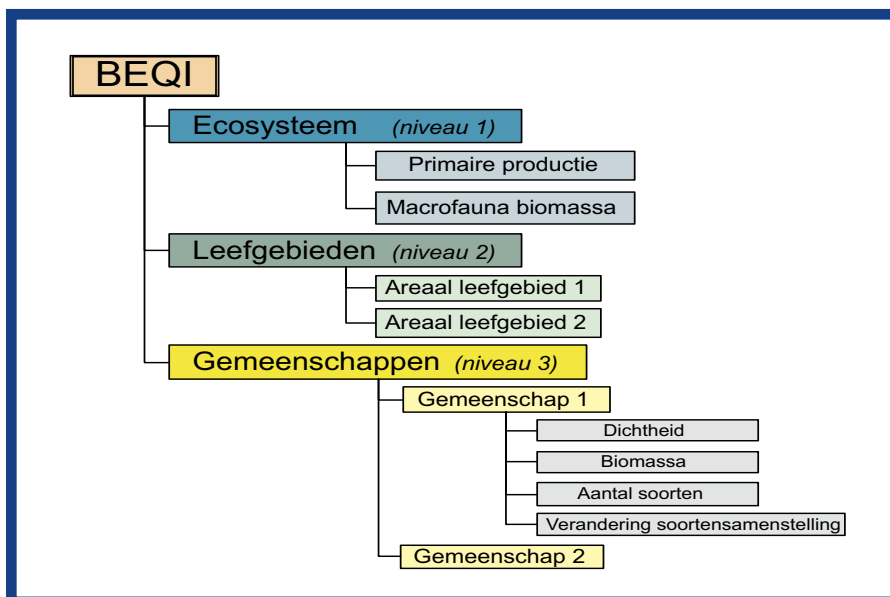 BEQI
Ecosysteem (niveau 1)
Primaire productie
Macrofauna biomassa
Leefgebieden (niveau 2)
Areaal leefgebied 1
Areaal leefgebied 2
Gemeenschappen (niveau 3)
Gemeenschap 1
Dichtheid
Biomassa
Aantal soorten
Verandering soortensamenstelling
Gemeenschap 2